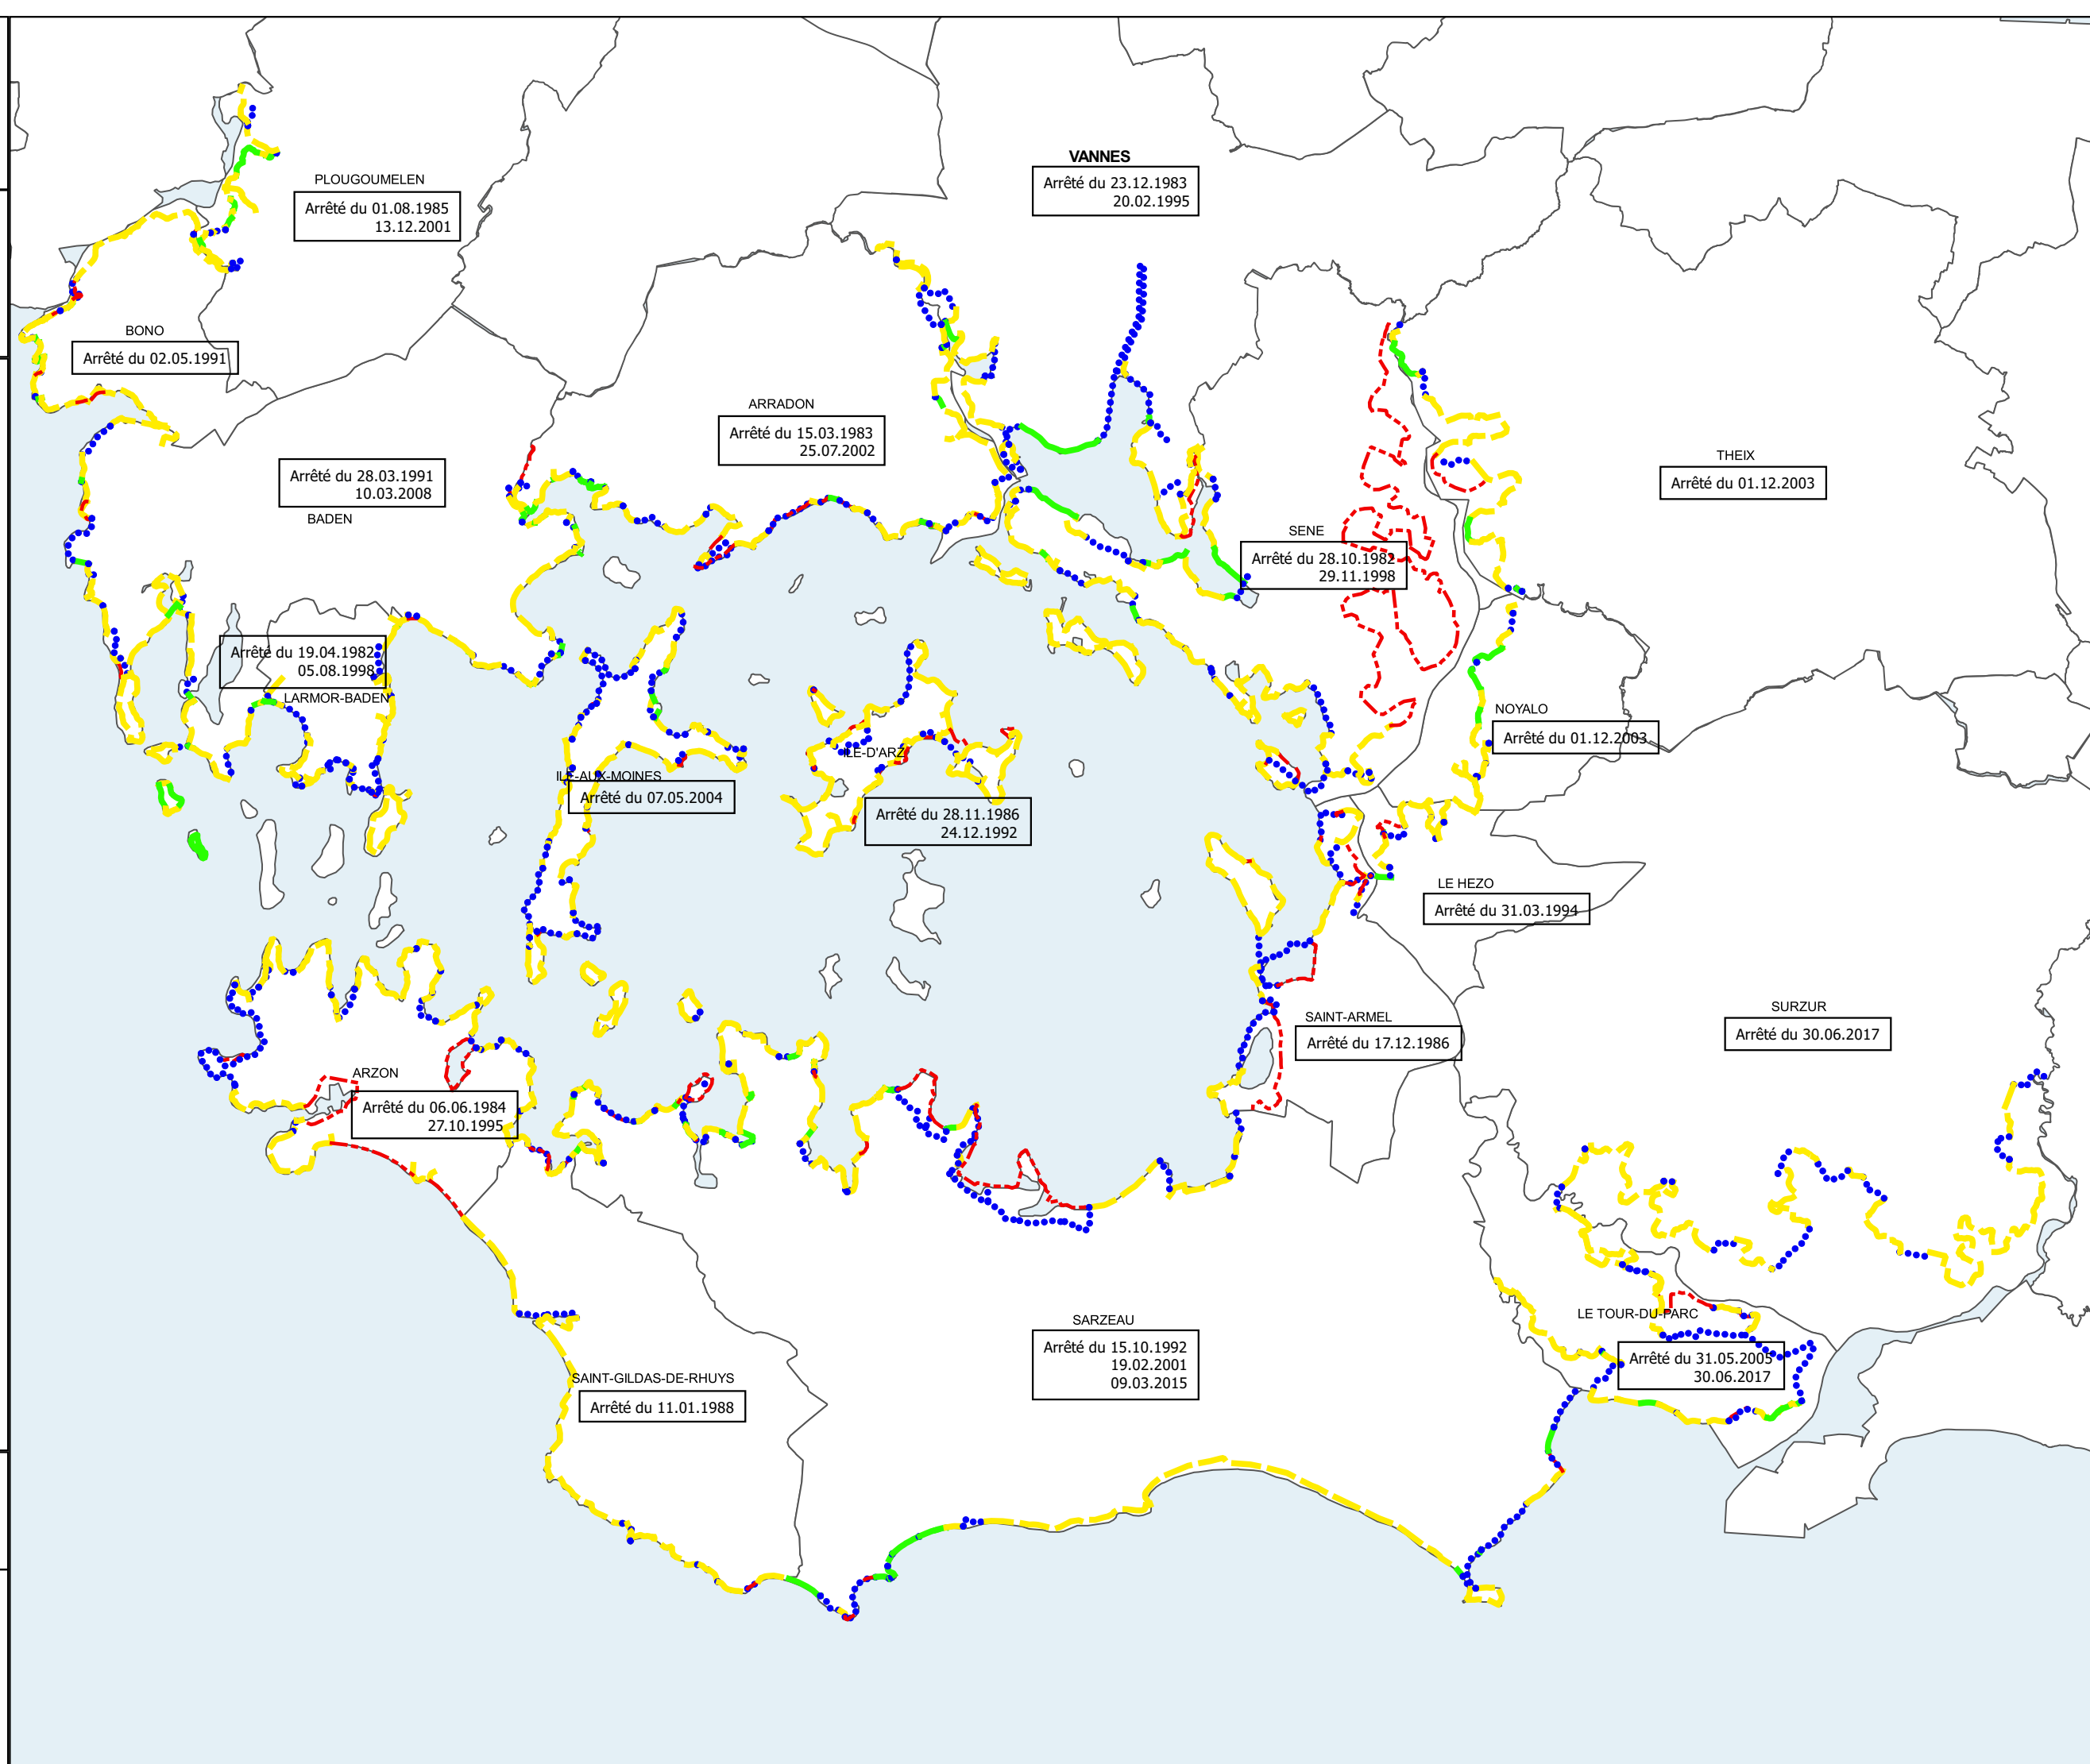 VANNES
Arrêté du 23.12.1983
20.02.1995
PLOUGOUMELEN
Arrêté du 01.08.1985
13.12.2001
BONO
Arrêté du 02.05.1991
ARRADON
Arrêté du 15.03.1983
25.07.2002
Arrêté du 28.03.1991
10.03.2008
BADEN
THEIX
Arrêté du 01.12.2003
SENE
Arrêté du 28.10.1982
29.11.1998
Arrêté du 19.04.1982
05.08.1998
LARMOR-BADEN
NOYALO
Arrêté du 01.12.2003
ILE-D'ARZ
Arrêté du 28.11.1986
24.12.1992
ILE-AUX-MOINES
Arrêté du 07.05.2004
LE HEZO
Arrêté du 31.03.1994
SURZUR
Arrêté du 30.06.2017
SAINT-ARMEL
Arrêté du 17.12.1986
ARZON
Arrêté du 06.06.1984
27.10.1995
SARZEAU
Arrêté du 15.10.1992
19.02.2001
09.03.2015
LE TOUR-DU-PARC
Arrêté du 31.05.2005
30.06.2017
SAINT-GILDAS-DE-RHUYS
Arrêté du 11.01.1988